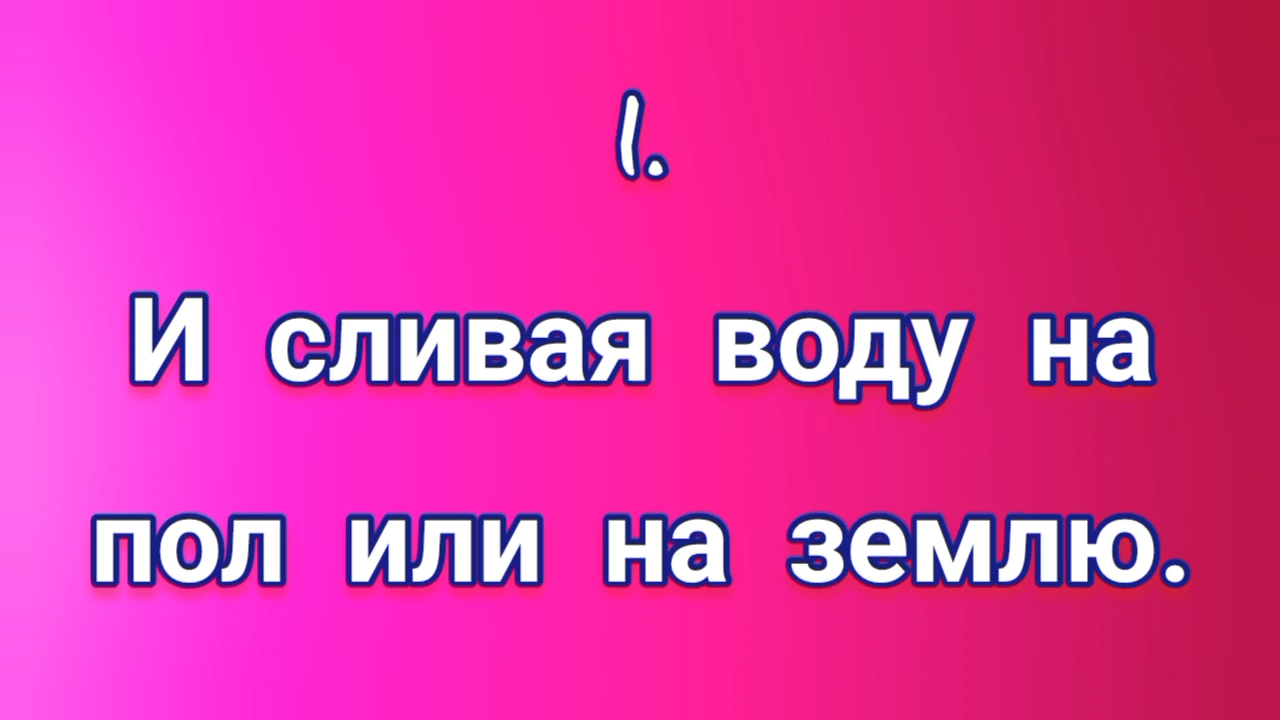 1.
И сливая воду на
пол или на землю.